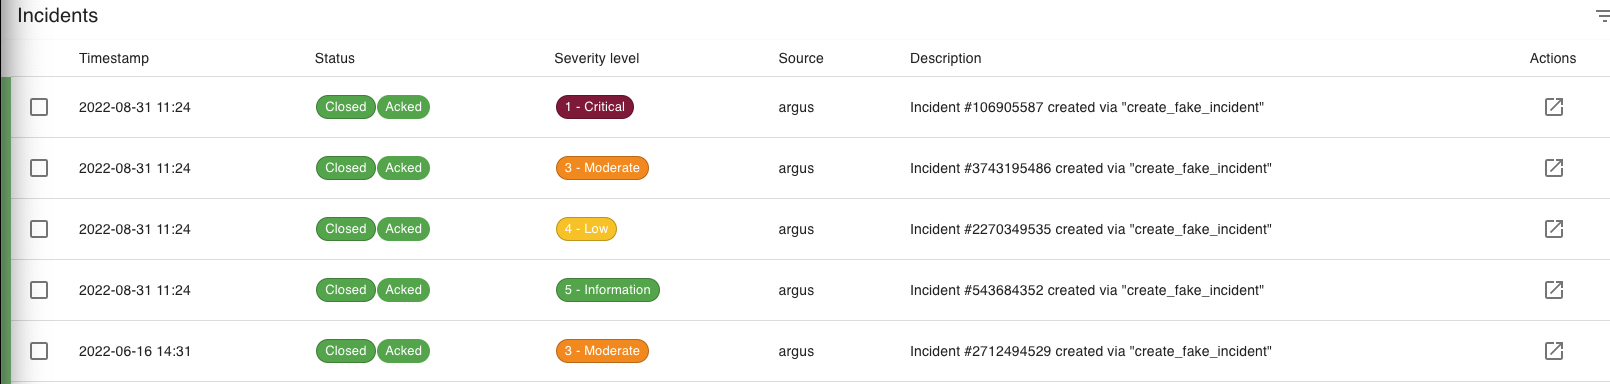 Incidents
Timestamp Status Severity level Source Description Actions
2022-08-31 11:24 Closed Acked 1 - Critical argus Incident #106905587 created via "create_fake_incident"
2022-08-31 11:24 Closed Acked 3 - Moderate argus Incident #3743195486 created via "create_fake_incident"
2022-08-31 11:24 Closed Acked 4 - Low argus Incident #2270349535 created via "create_fake_incident"
2022-08-31 11:24 Closed Acked 5 - Information argus Incident #543684352 created via "create_fake_incident"
2022-06-16 14:31 Closed Acked 3 - Moderate argus Incident #2712494529 created via "create_fake_incident"